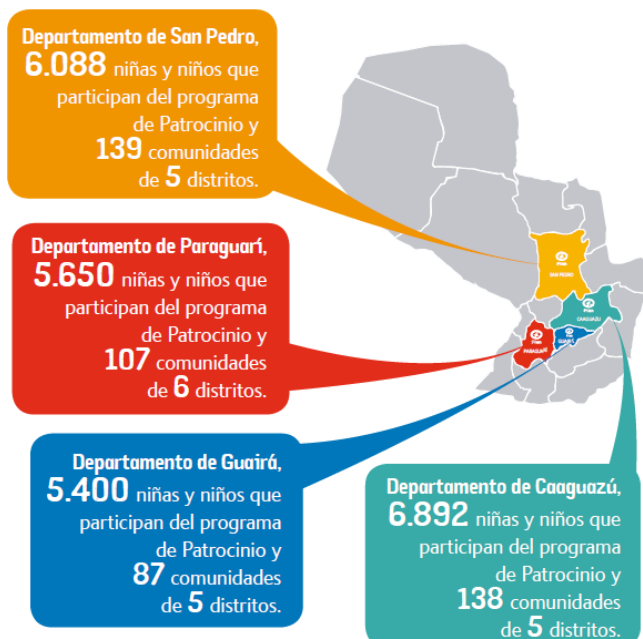 Departamento de San Pedro,
6.088 niñas y niños que
participan del programa
de Patrocinio y
139 comunidades
de 5 distritos.
SAN PEDRO
CAAGUAZÚ
GUAIRÁ
PARAGUARÍ
Departamento de Paraguarí,
5.650 niñas y niños que
participan del programa
de Patrocinio y
107 comunidades
de 6 distritos.
Departamento de Guairá,
5.400 niñas y niños que
participan del programa
de Patrocinio y
87 comunidades
de 5 distritos.
Departamento de Caaguazú,
6.892 niñas y niños que
participan del programa
de Patrocinio y
138 comunidades
de 5 distritos.